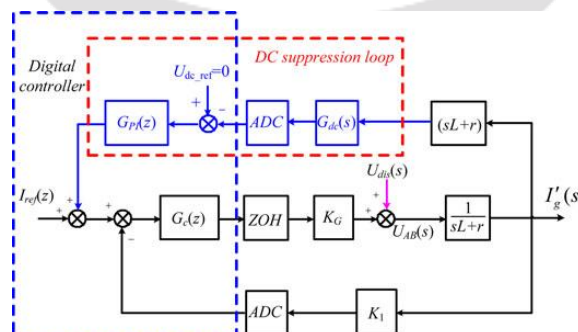 Digital
controller
DC suppression loop
U_dc_ref=0
+
−
G_PI(z)
ADC
G_dc(s)
(sL+r)
I_ref(z)
+
+
+
−
G_c(z)
ZOH
K_G
U_dis(s)
+
+
U_AB(s)
1
sL+r
I'_g(s
ADC
K_1